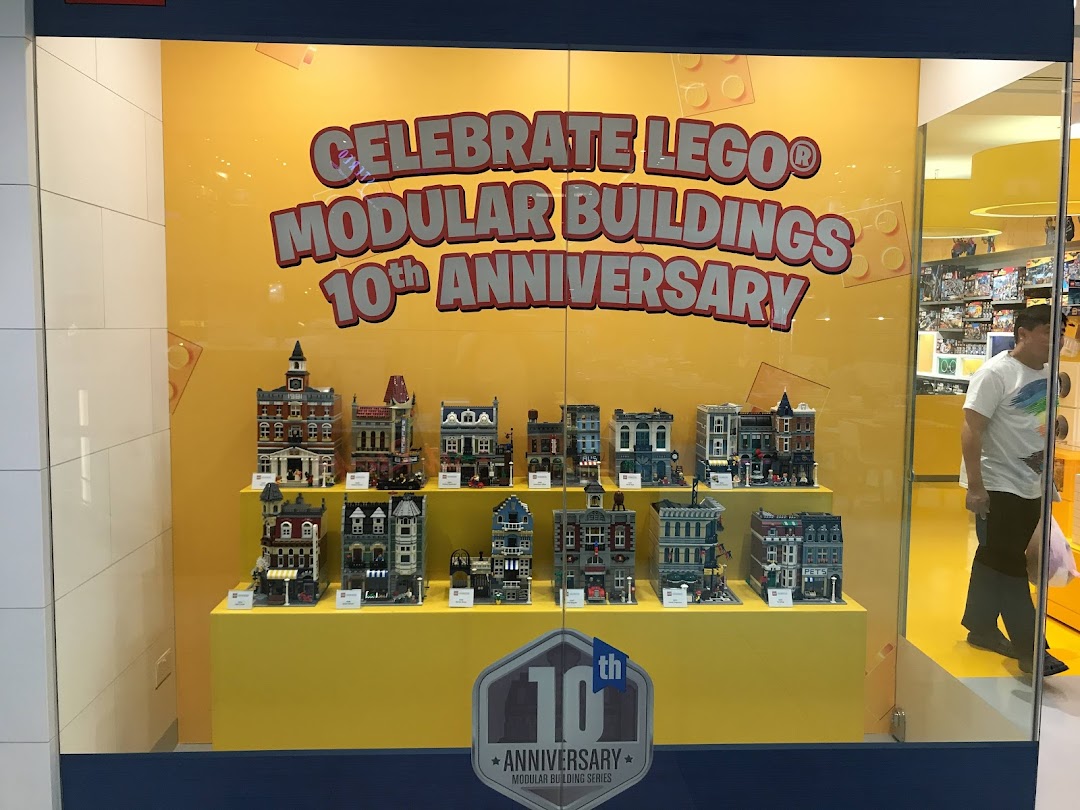 CELEBRATE LEGO®
MODULAR BUILDINGS
10th ANNIVERSARY
PETS
10th
ANNIVERSARY
MODULAR BUILDING SERIES